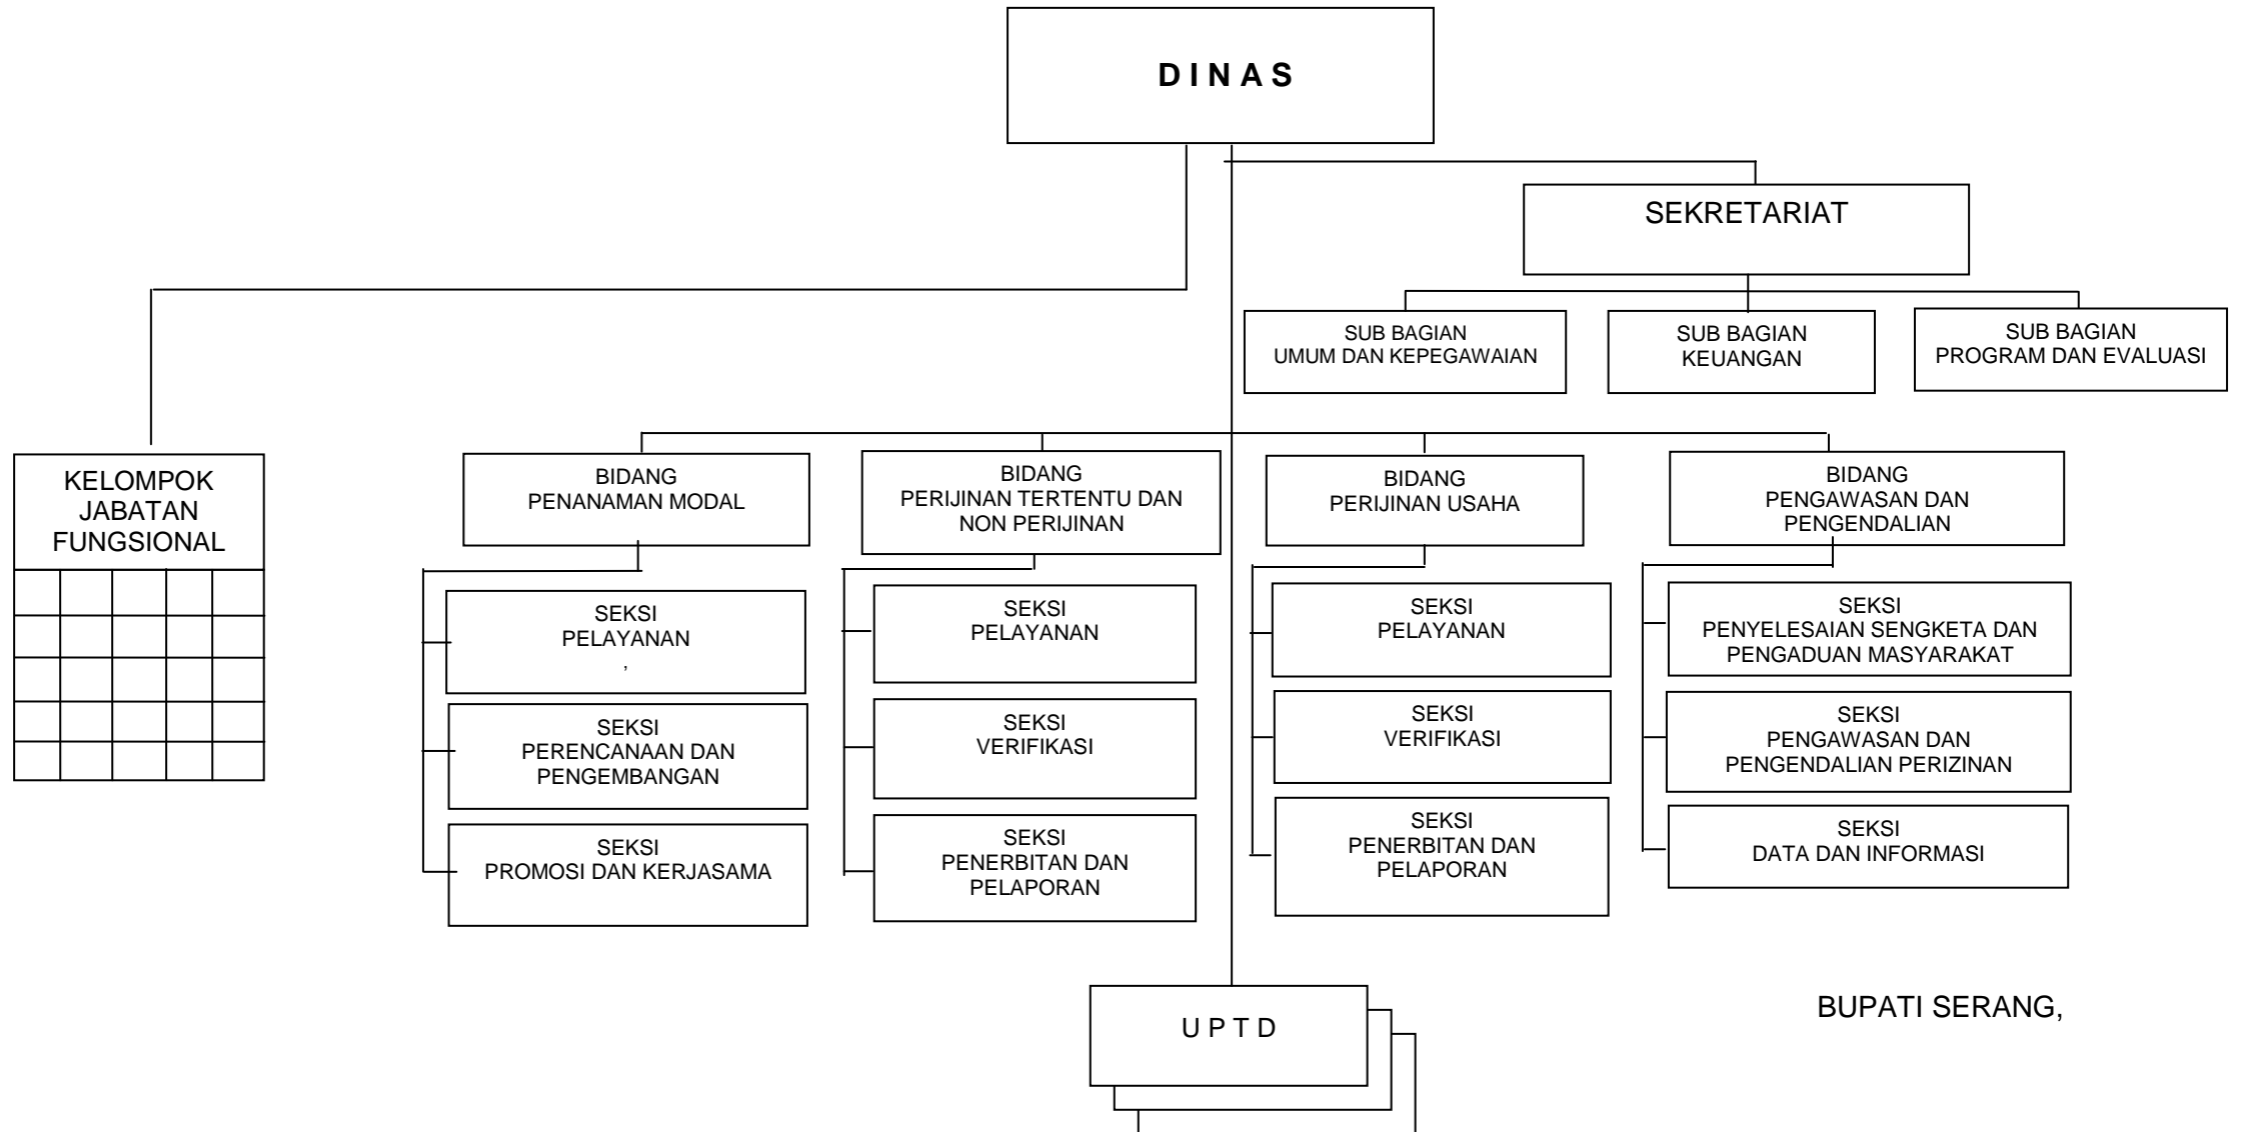 D I N A S
SEKRETARIAT
SUB BAGIAN
UMUM DAN KEPEGAWAIAN
SUB BAGIAN
KEUANGAN
SUB BAGIAN
PROGRAM DAN EVALUASI
KELOMPOK
JABATAN
FUNGSIONAL
BIDANG
PENANAMAN MODAL
BIDANG
PERIJINAN TERTENTU DAN
NON PERIJINAN
BIDANG
PERIJINAN USAHA
BIDANG
PENGAWASAN DAN
PENGENDALIAN
SEKSI
PELAYANAN
,
SEKSI
PERENCANAAN DAN
PENGEMBANGAN
SEKSI
PROMOSI DAN KERJASAMA
SEKSI
PELAYANAN
SEKSI
VERIFIKASI
SEKSI
PENERBITAN DAN
PELAPORAN
SEKSI
PELAYANAN
SEKSI
VERIFIKASI
SEKSI
PENERBITAN DAN
PELAPORAN
SEKSI
PENYELESAIAN SENGKETA DAN
PENGADUAN MASYARAKAT
SEKSI
PENGAWASAN DAN
PENGENDALIAN PERIZINAN
SEKSI
DATA DAN INFORMASI
U P T D
BUPATI SERANG,